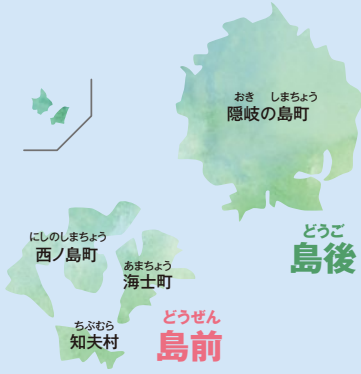 おき しまちょう
隠岐の島町
どうご
島後
にしのしまちょう
西ノ島町
あまちょう
海士町
ちぶむら
知夫村
どうぜん
島前